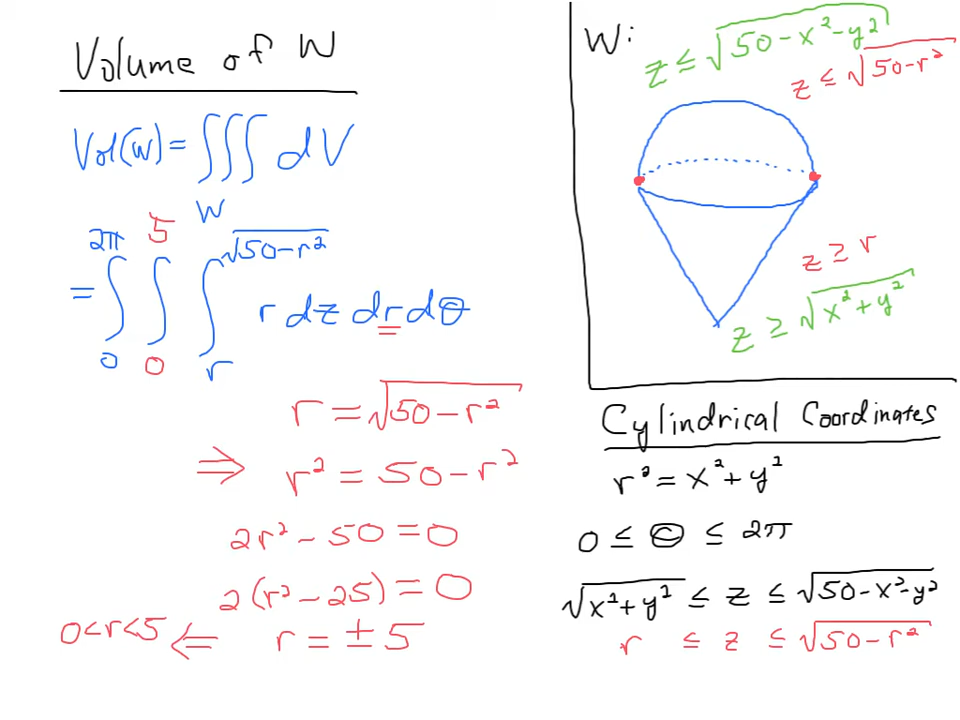 Volume of W
Vol(W) = ∭ dV
W
= ∫₀^2π ∫₀^5 ∫ᵣ^√(50-r²) r dz dr dθ
r = √(50-r²)
⇒ r² = 50-r²
2r² - 50 = 0
2(r² - 25) = 0
0<r<5 ⇐ r = ±5
W:
z ≤ √(50-x²-y²)
z ≤ √(50-r²)
z ≥ r
z ≥ √(x²+y²)
Cylindrical Coordinates
r² = x²+y²
0 ≤ θ ≤ 2π
√(x²+y²) ≤ z ≤ √(50-x²-y²)
r ≤ z ≤ √(50-r²)